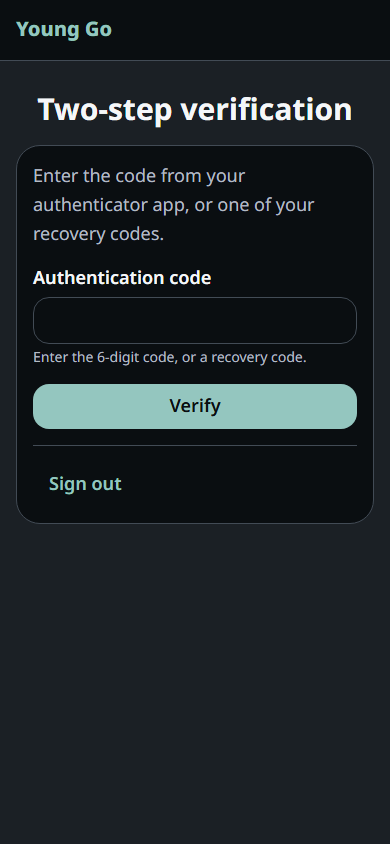 Young Go
Two-step verification
Enter the code from your
authenticator app, or one of your
recovery codes.
Authentication code
Enter the 6-digit code, or a recovery code.
Verify
Sign out